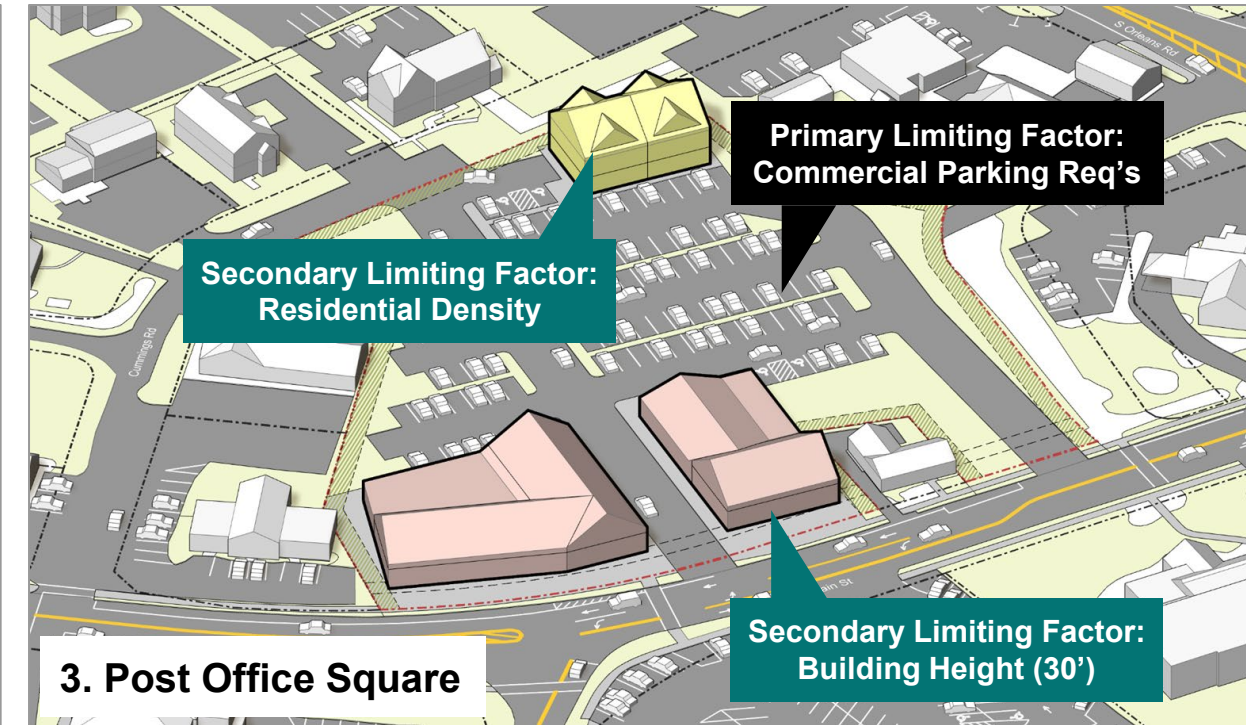 S Orleans Rd
Primary Limiting Factor:
Commercial Parking Req's
Secondary Limiting Factor:
Residential Density
Cummings Rd
St
Secondary Limiting Factor:
Building Height (30')
3. Post Office Square